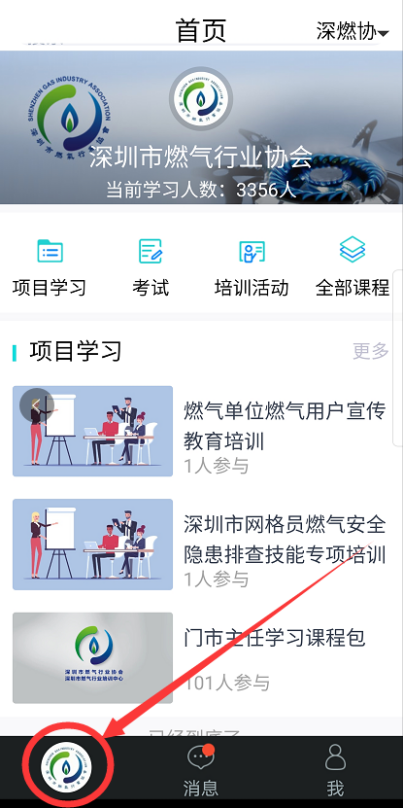 首页
深燃协
SHENZHEN GAS INDUSTRY ASSOCIATION
深圳市燃气行业协会
深圳市燃气行业协会
当前学习人数：3356人
项目学习
考试
培训活动
全部课程
项目学习
更多
燃气单位燃气用户宣传
教育培训
1人参与
深圳市网格员燃气安全
隐患排查技能专项培训
1人参与
深圳市燃气行业协会
深圳市燃气行业培训中心
门市主任学习课程包
101人参与
已经到底了
消息
我